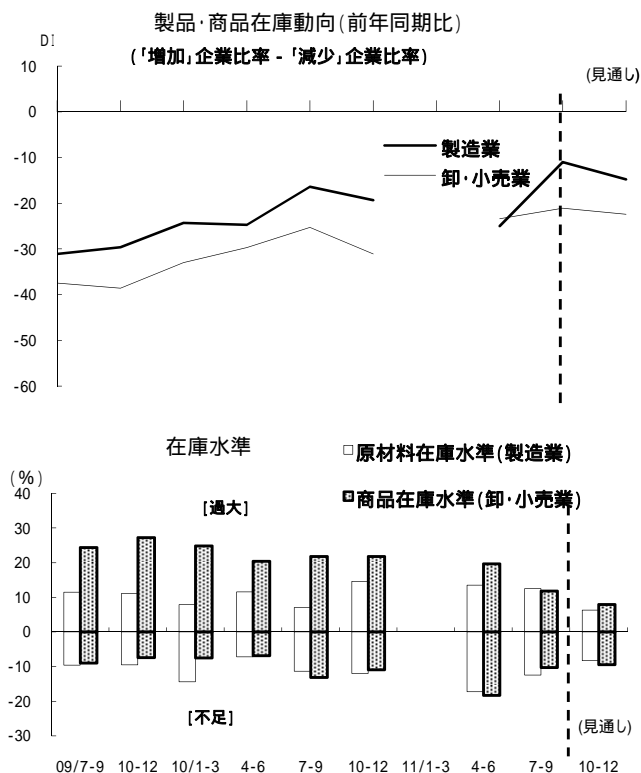 製品・商品在庫動向(前年同期比)
DI
(「増加」企業比率 - 「減少」企業比率)
(見通し)
10
0
-10
-20
-30
-40
-50
-60
製造業
卸・小売業
在庫水準
(%)
□原材料在庫水準(製造業)
商品在庫水準(卸・小売業)
[過大]
40
30
20
10
0
-10
-20
-30
[不足]
(見通し)
09/7-9 10-12 10/1-3 4-6 7-9 10-12 11/1-3 4-6 7-9 10-12